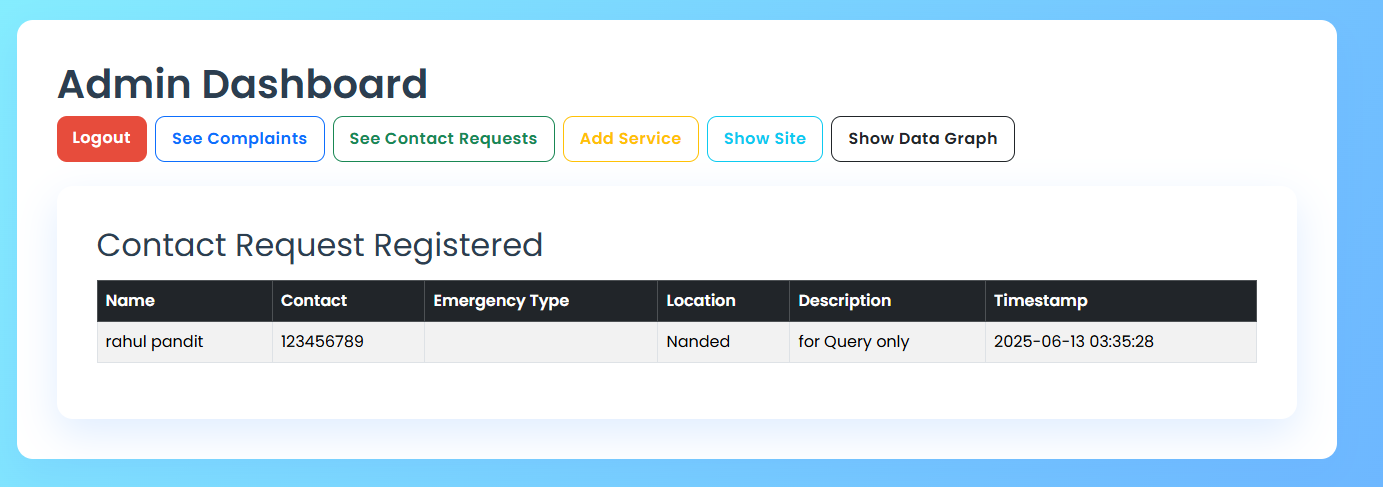 Admin Dashboard
Logout See Complaints See Contact Requests Add Service Show Site Show Data Graph
Contact Request Registered
Name Contact Emergency Type Location Description Timestamp
rahul pandit 123456789 Nanded for Query only 2025-06-13 03:35:28